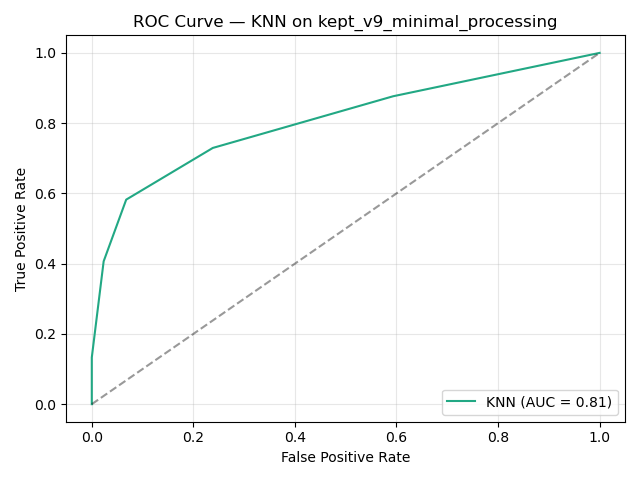 ROC Curve — KNN on kept_v9_minimal_processing
True Positive Rate
1.0
0.8
0.6
0.4
0.2
0.0
KNN (AUC = 0.81)
0.0 0.2 0.4 0.6 0.8 1.0
False Positive Rate